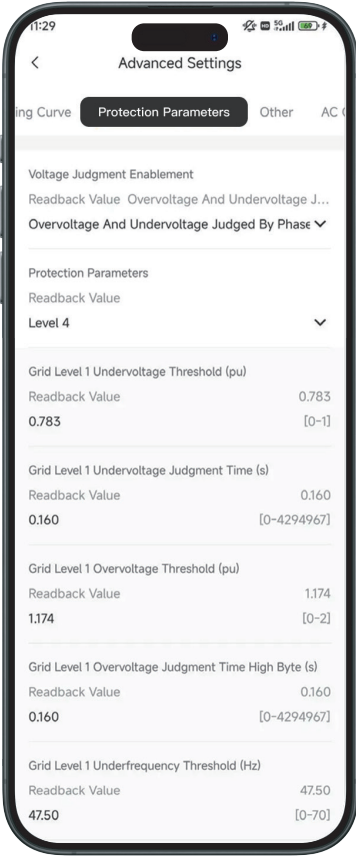 11:29
5G
Advanced Settings
ing Curve Protection Parameters Other AC
Voltage Judgment Enablement
Readback Value Overvoltage And Undervoltage J...
Overvoltage And Undervoltage Judged By Phase
Protection Parameters
Readback Value
Level 4
Grid Level 1 Undervoltage Threshold (pu)
Readback Value 0.783
0.783 [0-1]
Grid Level 1 Undervoltage Judgment Time (s)
Readback Value 0.160
0.160 [0-4294967]
Grid Level 1 Overvoltage Threshold (pu)
Readback Value 1.174
1.174 [0-2]
Grid Level 1 Overvoltage Judgment Time High Byte (s)
Readback Value 0.160
0.160 [0-4294967]
Grid Level 1 Underfrequency Threshold (Hz)
Readback Value 47.50
47.50 [0-70]